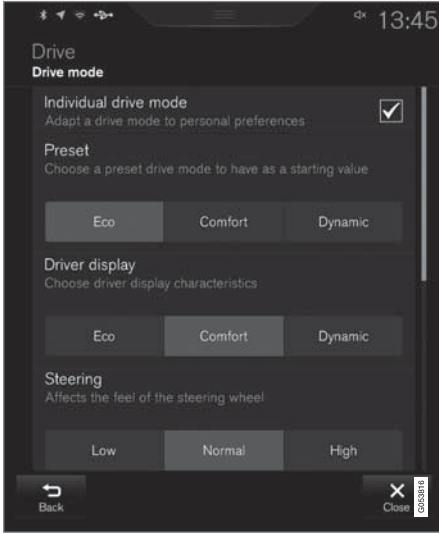 13:45
Drive
Drive mode
Individual drive mode
Adapt a drive mode to personal preferences
Preset
Choose a preset drive mode to have as a starting value
Eco Comfort Dynamic
Driver display
Choose driver display characteristics
Eco Comfort Dynamic
Steering
Affects the feel of the steering wheel
Low Normal High
Back Close
G053816